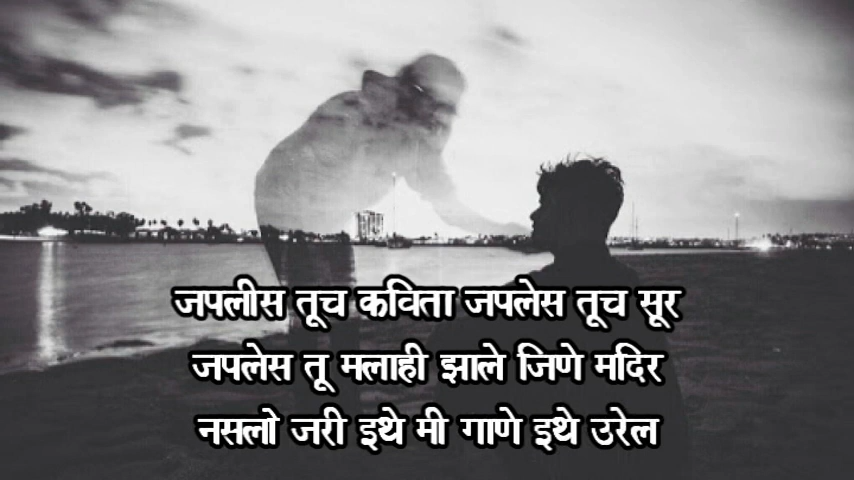 जपलीस तूच कविता जपलेस तूच सूर
जपलेस तू मलाही झाले जिणे मदिर
नसलो जरी इथे मी गाणे इथे उरेल